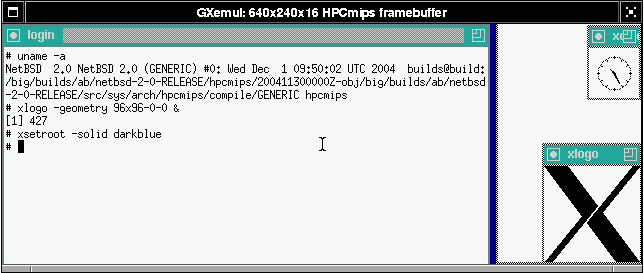 GXemul: 640x240x16 HPCmips framebuffer
login
# uname -a
NetBSD  2.0 NetBSD 2.0 (GENERIC) #0: Wed Dec  1 09:50:02 UTC 2004  builds@build:
/big/builds/ab/netbsd-2-0-RELEASE/hpcmips/200411300000Z-obj/big/builds/ab/netbsd
-2-0-RELEASE/src/sys/arch/hpcmips/compile/GENERIC hpcmips
# xlogo -geometry 96x96-0-0 &
[1] 427
# xsetroot -solid darkblue
#
xlogo